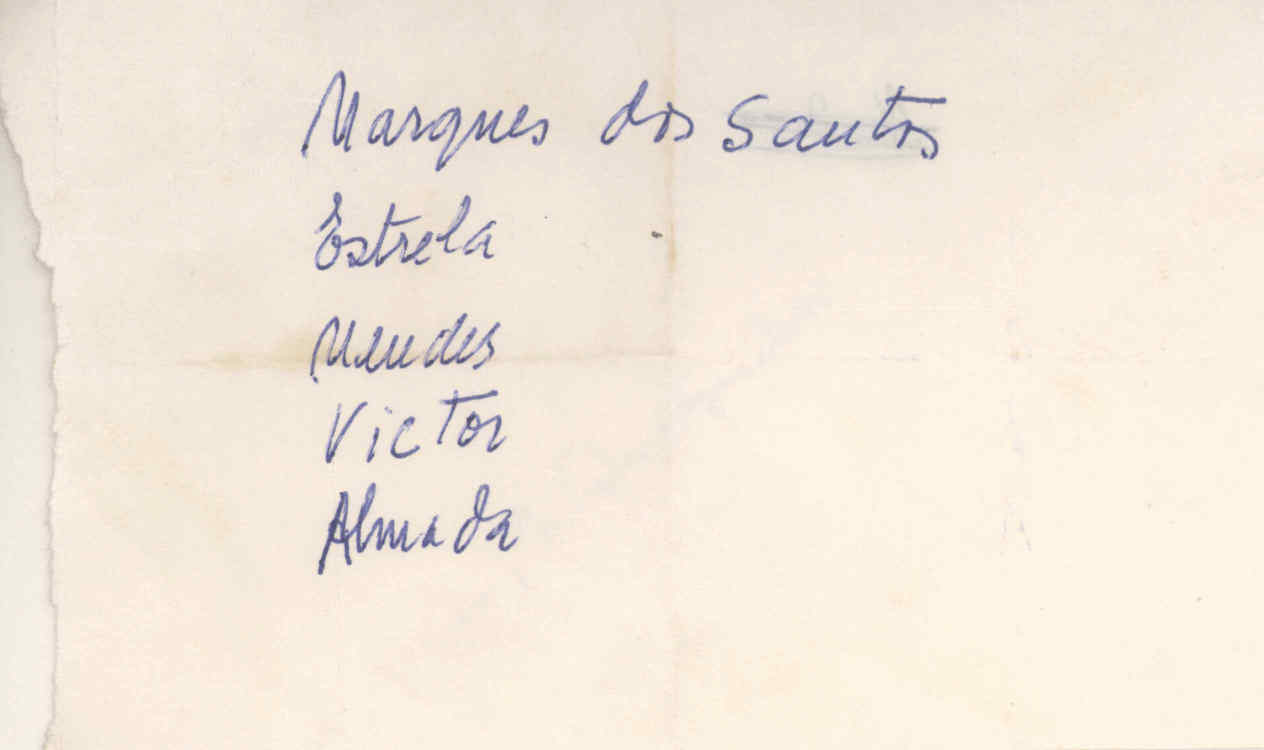 Marques dos Santos
Estrela
Mendes
Victor
Almada